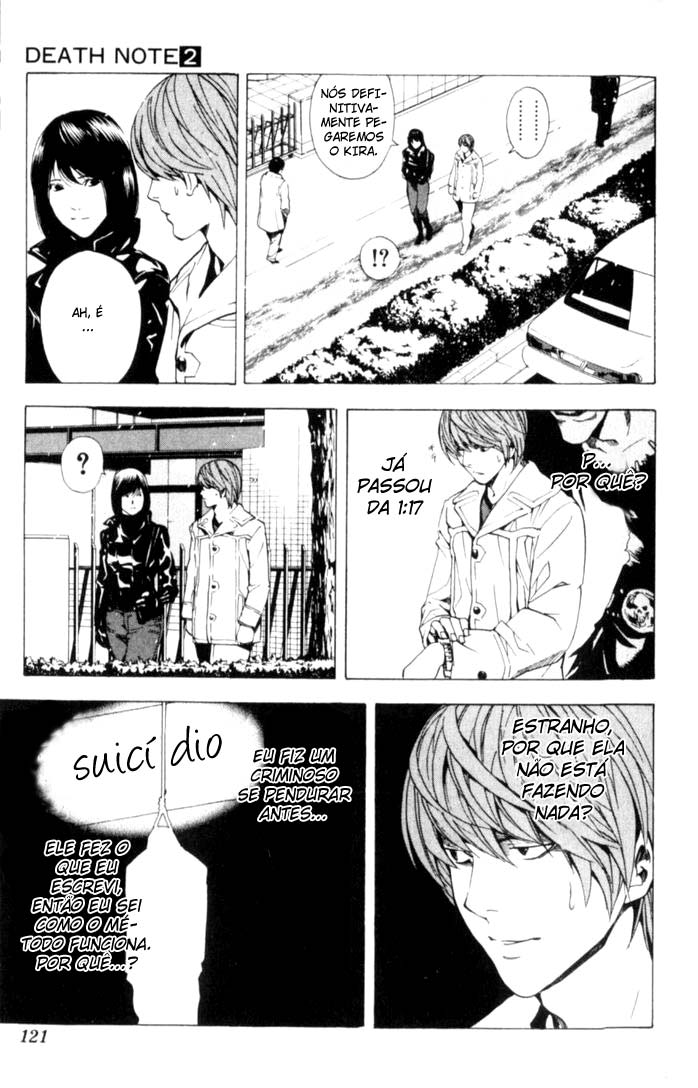 DEATH NOTE 2
NÓS DEFI-
NITIVA-
MENTE PE-
GAREMOS
O KIRA.
!?
AH, É
...
P...
POR QUÊ?
JÁ
PASSOU
DA 1:17
?
ESTRANHO,
POR QUE ELA
NÃO ESTÁ
FAZENDO
NADA?
suicí dio
EU FIZ UM
CRIMINOSO
SE PENDURAR
ANTES...
ELE FEZ O
QUE EU
ESCREVI,
ENTÃO EU SEI
COMO O MÉ-
TODO FUNCIONA.
POR QUÊ...?
121